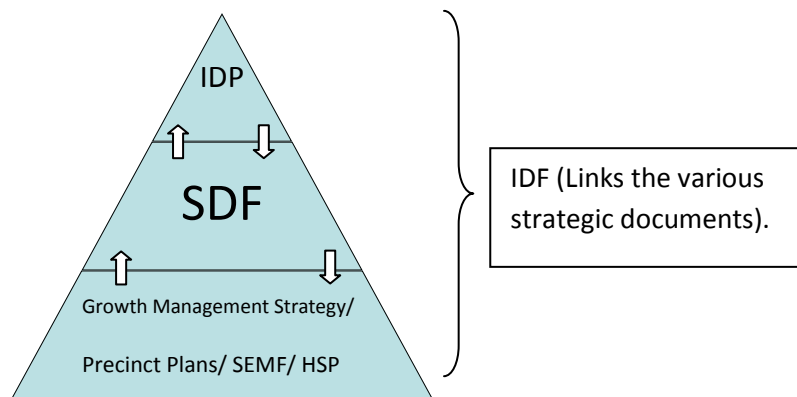 IDP
SDF
Growth Management Strategy/
Precinct Plans/ SEMF/ HSP
IDF (Links the various
strategic documents).